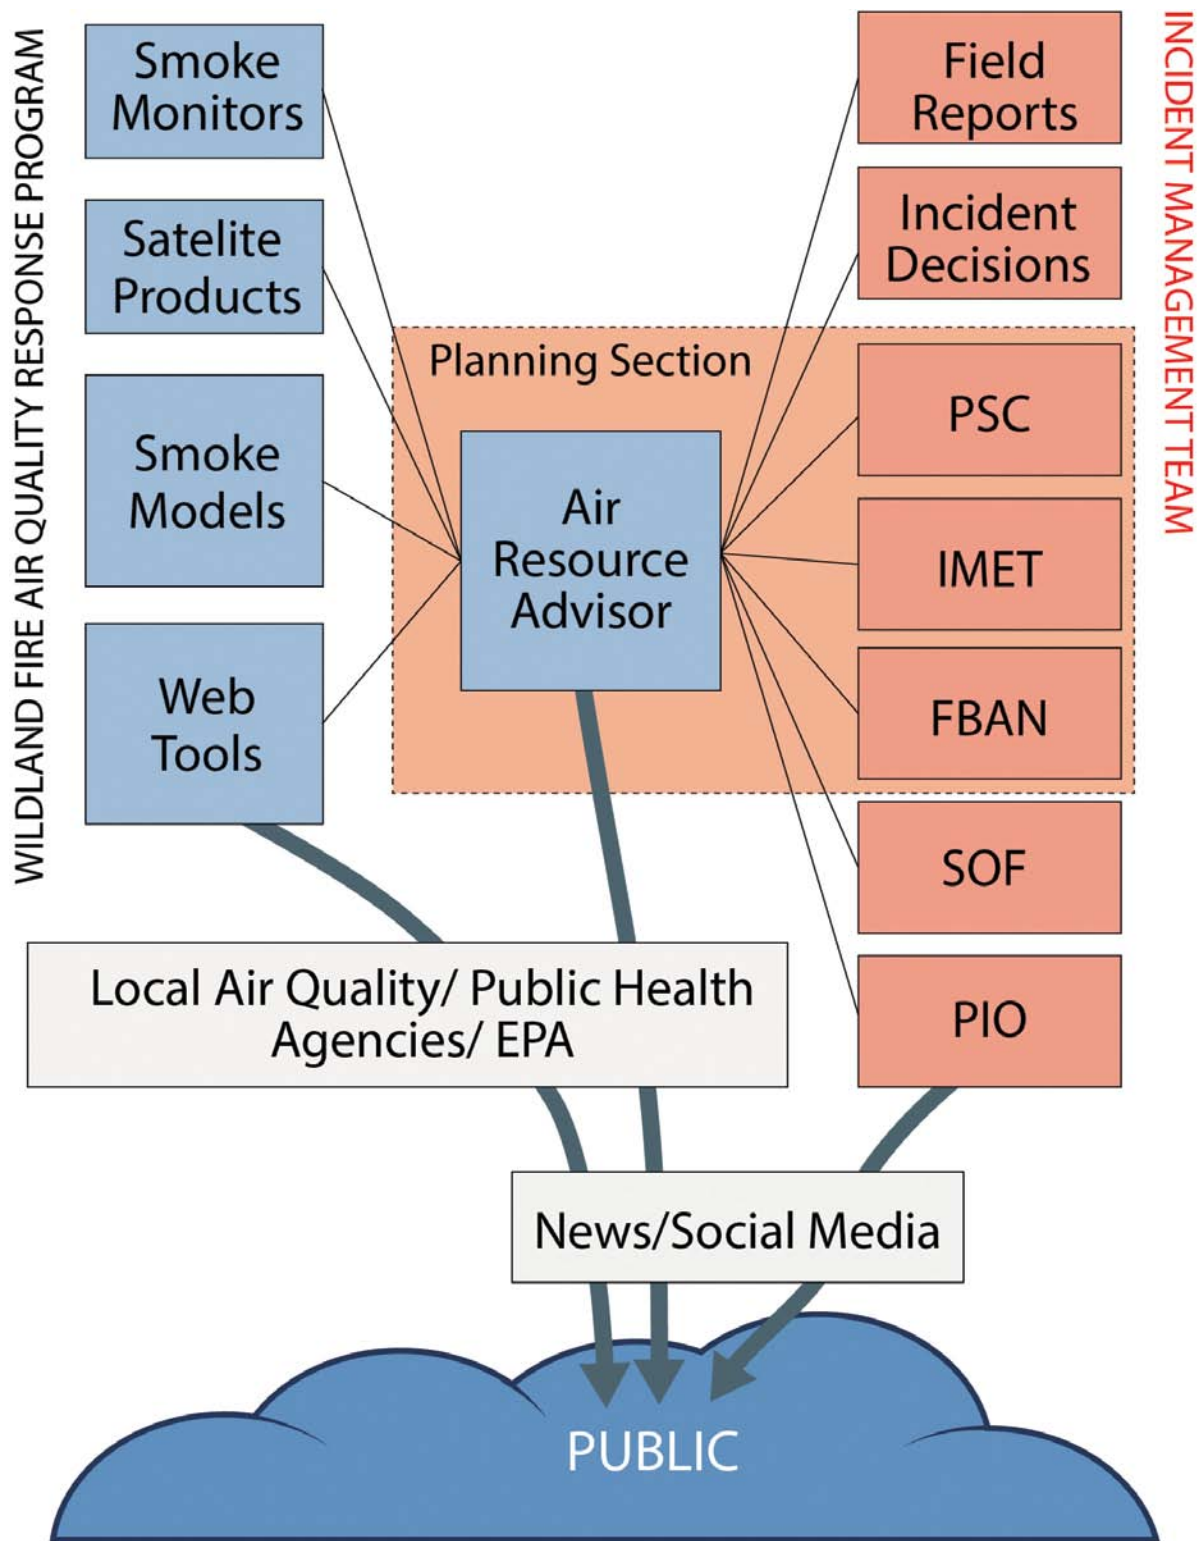 WILDLAND FIRE AIR QUALITY RESPONSE PROGRAM
Smoke
Monitors
Satelite
Products
Smoke
Models
Web
Tools
Planning Section
Air
Resource
Advisor
INCIDENT MANAGEMENT TEAM
Field
Reports
Incident
Decisions
PSC
IMET
FBAN
SOF
PIO
Local Air Quality/ Public Health
Agencies/ EPA
News/Social Media
PUBLIC